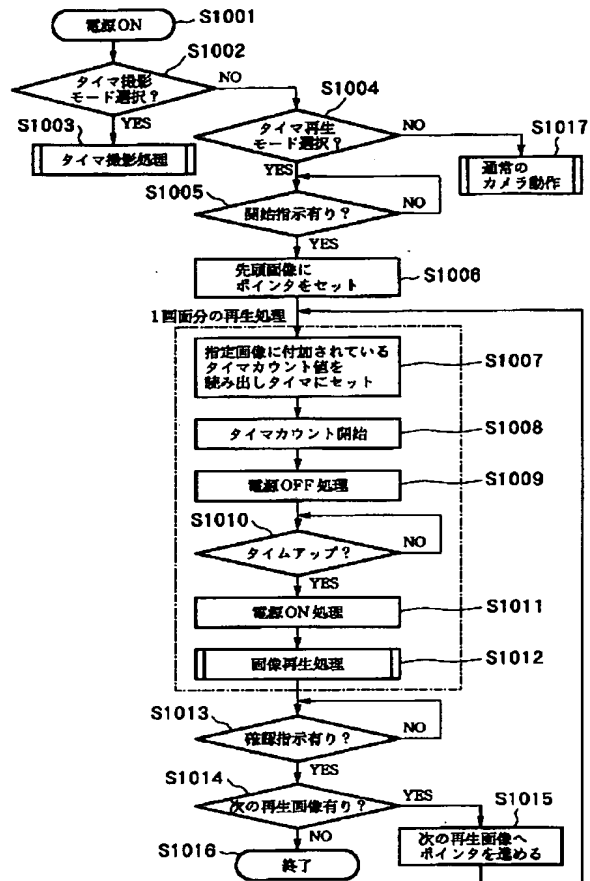 電源ON
S1001
S1002
タイマ撮影
モード選択?
NO
YES
S1003
タイマ撮影処理
S1004
タイマ再生
モード選択?
NO
YES
S1017
通常の
カメラ動作
S1005
開始指示有り?
NO
YES
先頭画像に
ポインタをセット
S1006
1画面分の再生処理
指定画像に付加されている
タイマカウント値を
読み出しタイマにセット
S1007
タイマカウント開始
S1008
電源OFF処理
S1009
S1010
タイムアップ?
NO
YES
電源ON処理
S1011
画像再生処理
S1012
S1013
確認指示有り?
NO
YES
S1014
次の再生画像有り?
YES
NO
S1015
次の再生画像へ
ポインタを進める
S1016
終了